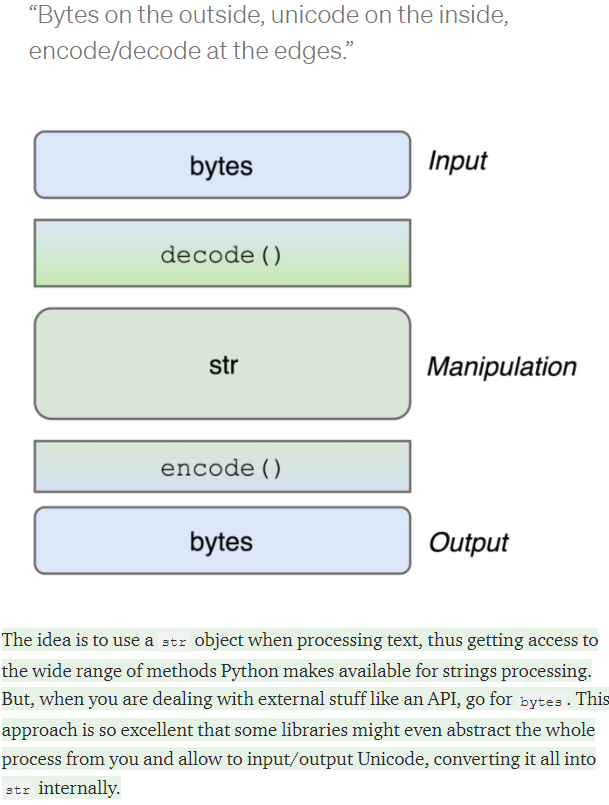 “Bytes on the outside, unicode on the inside,
encode/decode at the edges.”
bytes
Input
decode()
str
Manipulation
encode()
bytes
Output
The idea is to use a str object when processing text, thus getting access to
the wide range of methods Python makes available for strings processing.
But, when you are dealing with external stuff like an API, go for bytes. This
approach is so excellent that some libraries might even abstract the whole
process from you and allow to input/output Unicode, converting it all into
str internally.